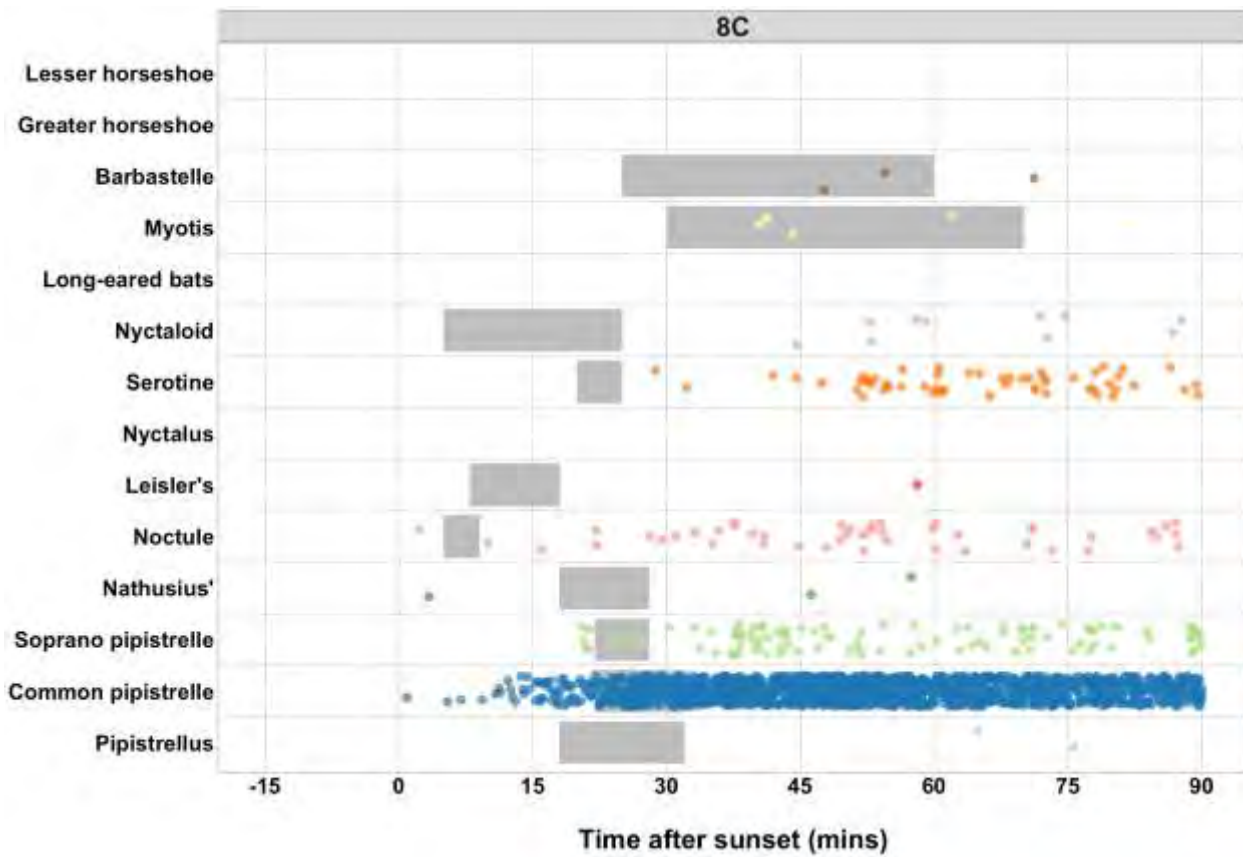 8C
Lesser horseshoe
Greater horseshoe
Barbastelle
Myotis
Long-eared bats
Nyctaloid
Serotine
Nyctalus
Leisler's
Noctule
Nathusius'
Soprano pipistrelle
Common pipistrelle
Pipistrellus
-15 0 15 30 45 60 75 90
Time after sunset (mins)